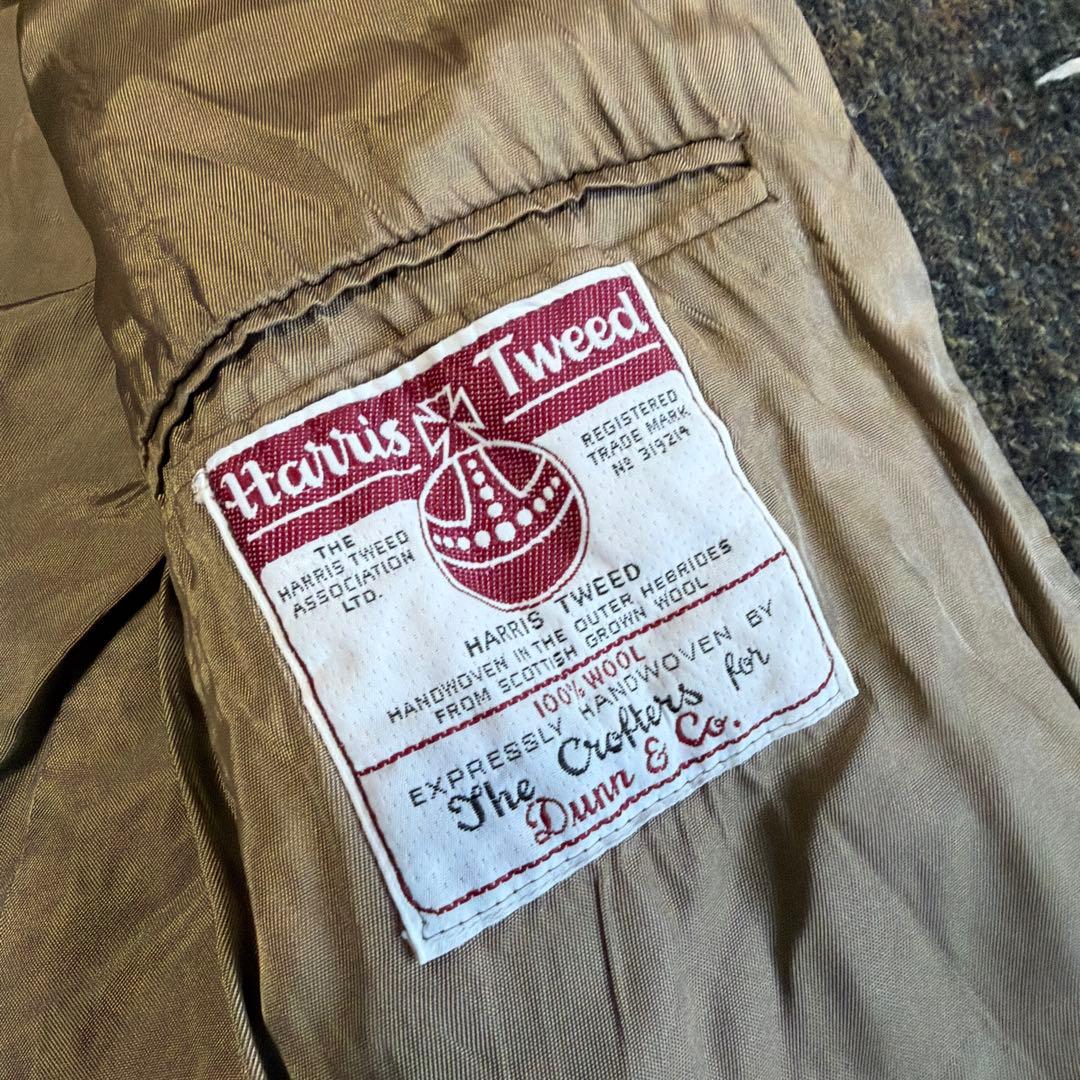 Harris Tweed
THE
HARRIS TWEED
ASSOCIATION
LTD.
REGISTERED
TRADE MARK
No 319214
HARRIS TWEED
HANDWOVEN IN THE OUTER HEBRIDES
FROM SCOTTISH GROWN WOOL
100% WOOL
EXPRESSLY HANDWOVEN BY
The Crofters for
Dunn & Co.